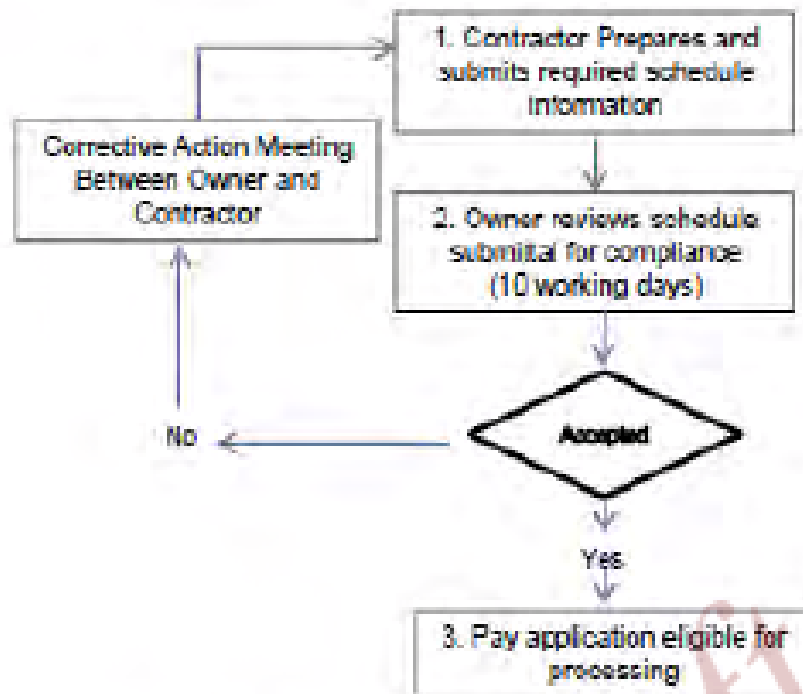 1. Contractor Prepares and
submits required schedule
information
Corrective Action Meeting
Between Owner and
Contractor
2. Owner reviews schedule
submittal for compliance
(10 working days)
Accepted
No
Yes
3. Pay application eligible for
processing